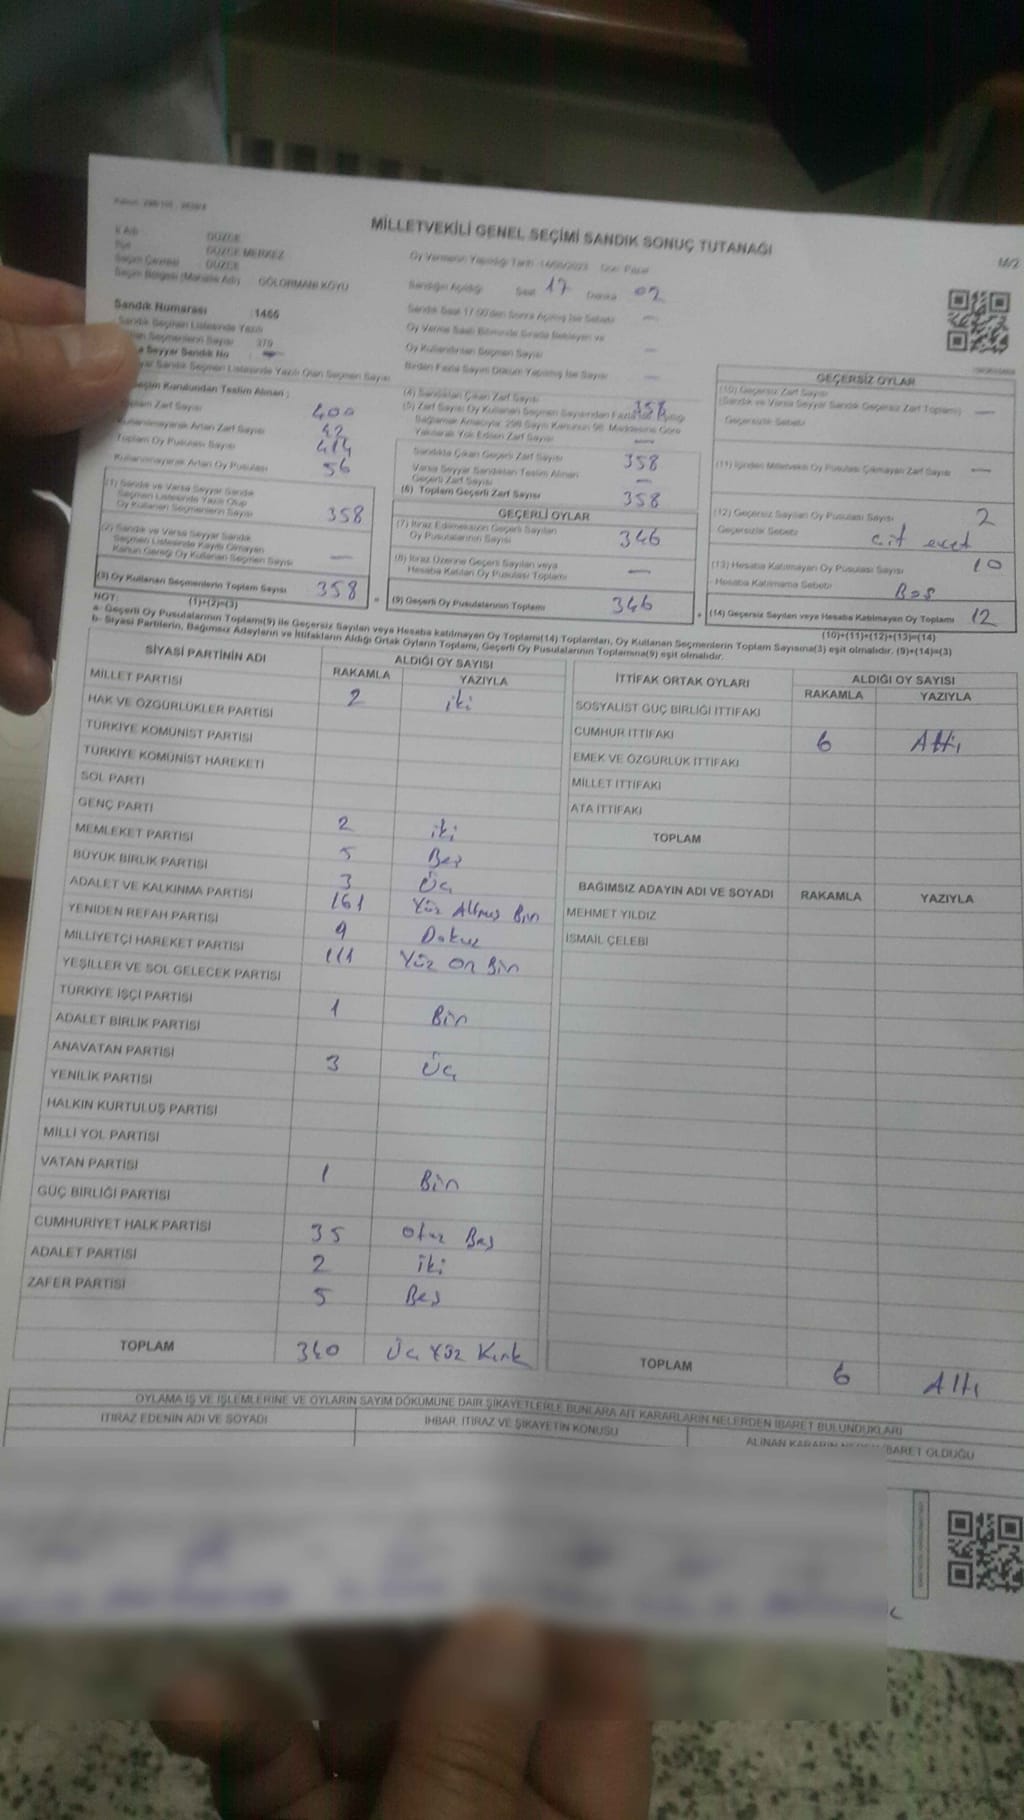 MİLLETVEKİLİ GENEL SEÇİMİ SANDIK SONUÇ TUTANAĞI
M/2
İl Adı DÜZCE
DÜZCE MERKEZ
Seçim Çevresi DÜZCE
Seçim Bölgesi (Mahalle Adı) GÖLORMANI KÖYÜ
Oy Vermenin Yapıldığı Tarih : 14/05/2023 Gün: Pazar
Sandığın Açıldığı Saat 17 Dakika 02
Sandık Saat 17:00'den Sonra Açılmış İse Sebebi —
Oy Verme Saati Bitiminde Sırada Bekleyen ve
Oy Kullandırılan Seçmen Sayısı —
Birden Fazla Sayım Döküm Yapılmış İse Sayısı —
Sandık Numarası :1466
Sandık Seçmen Listesinde Yazılı
Olan Seçmenlerin Sayısı 379
Seyyar Sandık No
Seyyar Sandık Seçmen Listesinde Yazılı Olan Seçmen Sayısı
Seçim Kurulundan Teslim Alınan :
Toplam Zarf Sayısı 400
Kullanılmayarak Artan Zarf Sayısı 42
Toplam Oy Pusulası Sayısı 414
Kullanılmayarak Artan Oy Pusulası 56
(1) Sandık ve Varsa Seyyar Sandık
Seçmen Listesinde Yazılı Olup
Oy Kullanan Seçmenlerin Sayısı 358
(2) Sandık ve Varsa Seyyar Sandık
Seçmen Listesinde Kayıtlı Olmayan
Kanun Gereği Oy Kullanan Seçmen Sayısı —
(3) Oy Kullanan Seçmenlerin Toplam Sayısı 358
(1)+(2)=(3)
(4) Sandıktan Çıkan Zarf Sayısı 358
(5) Zarf Sayısı Oy Kullanan Seçmen Sayısından Fazla İse, Eşitliği
Sağlamak Amacıyla, 298 Sayılı Kanunun 98. Maddesine Göre
Yakılarak Yok Edilen Zarf Sayısı —
Sandıkta Çıkan Geçerli Zarf Sayısı 358
Varsa Seyyar Sandıktan Teslim Alınan
Geçerli Zarf Sayısı —
(6) Toplam Geçerli Zarf Sayısı 358
GEÇERLİ OYLAR
(7) İtiraz Edilmeksizin Geçerli Sayılan
Oy Pusulalarının Sayısı 346
(8) İtiraz Üzerine Geçerli Sayılan veya
Hesaba Katılan Oy Pusulası Toplamı —
(9) Geçerli Oy Pusulalarının Toplamı 346
GEÇERSİZ OYLAR
(10) Geçersiz Zarf Sayısı
(Sandık ve Varsa Seyyar Sandık Geçersiz Zarf Toplamı) —
Geçersizlik Sebebi
(11) İçinden Milletvekili Oy Pusulası Çıkmayan Zarf Sayısı —
(12) Geçersiz Sayılan Oy Pusulası Sayısı 2
Geçersizlik Sebebi
(13) Hesaba Katılmayan Oy Pusulası Sayısı 10
Hesaba Katılmama Sebebi Boş
(14) Geçersiz Sayılan veya Hesaba Katılmayan Oy Toplamı 12
(10)+(11)+(12)+(13)=(14)
NOT:
a- Geçerli Oy Pusulalarının Toplamı(9) ile Geçersiz Sayılan veya Hesaba katılmayan Oy Toplamı(14) Toplamları, Oy Kullanan Seçmenlerin Toplam Sayısına(3) eşit olmalıdır. (9)+(14)=(3)
b- Siyasi Partilerin, Bağımsız Adayların ve İttifakların Aldığı Ortak Oyların Toplamı, Geçerli Oy Pusulalarının Toplamına(9) eşit olmalıdır.
SİYASİ PARTİNİN ADI ALDIĞI OY SAYISI
RAKAMLA YAZIYLA
MİLLET PARTİSİ 2 iki
HAK VE ÖZGÜRLÜKLER PARTİSİ
TÜRKİYE KOMÜNİST PARTİSİ
TÜRKİYE KOMÜNİST HAREKETİ
SOL PARTİ
GENÇ PARTİ 2 iki
MEMLEKET PARTİSİ 5 Beş
BÜYÜK BİRLİK PARTİSİ 3 Üç
ADALET VE KALKINMA PARTİSİ 161 Yüz Altmış Bir
YENİDEN REFAH PARTİSİ 9 Dokuz
MİLLİYETÇİ HAREKET PARTİSİ 111 Yüz On Bir
YEŞİLLER VE SOL GELECEK PARTİSİ
TÜRKİYE İŞÇİ PARTİSİ 1 Bir
ADALET BİRLİK PARTİSİ
ANAVATAN PARTİSİ 3 Üç
YENİLİK PARTİSİ
HALKIN KURTULUŞ PARTİSİ
MİLLİ YOL PARTİSİ
VATAN PARTİSİ 1 Bir
GÜÇ BİRLİĞİ PARTİSİ
CUMHURİYET HALK PARTİSİ 35 otuz Beş
ADALET PARTİSİ 2 iki
ZAFER PARTİSİ 5 Beş
TOPLAM 340 Üç Yüz Kırk
İTTİFAK ORTAK OYLARI ALDIĞI OY SAYISI
RAKAMLA YAZIYLA
SOSYALİST GÜÇ BİRLİĞİ İTTİFAKI
CUMHUR İTTİFAKI 6 Altı
EMEK VE ÖZGÜRLÜK İTTİFAKI
MİLLET İTTİFAKI
ATA İTTİFAKI
TOPLAM
BAĞIMSIZ ADAYIN ADI VE SOYADI RAKAMLA YAZIYLA
MEHMET YILDIZ
İSMAİL ÇELEBİ
TOPLAM 6 Altı
OYLAMA İŞ VE İŞLEMLERİNE VE OYLARIN SAYIM DÖKÜMÜNE DAİR ŞİKAYETLERLE BUNLARA AİT KARARLARIN NELERDEN İBARET BULUNDUKLARI
İTİRAZ EDENİN ADI VE SOYADI
İHBAR, İTİRAZ VE ŞİKAYETİN KONUSU
ALINAN KARARIN NEDEN İBARET OLDUĞU